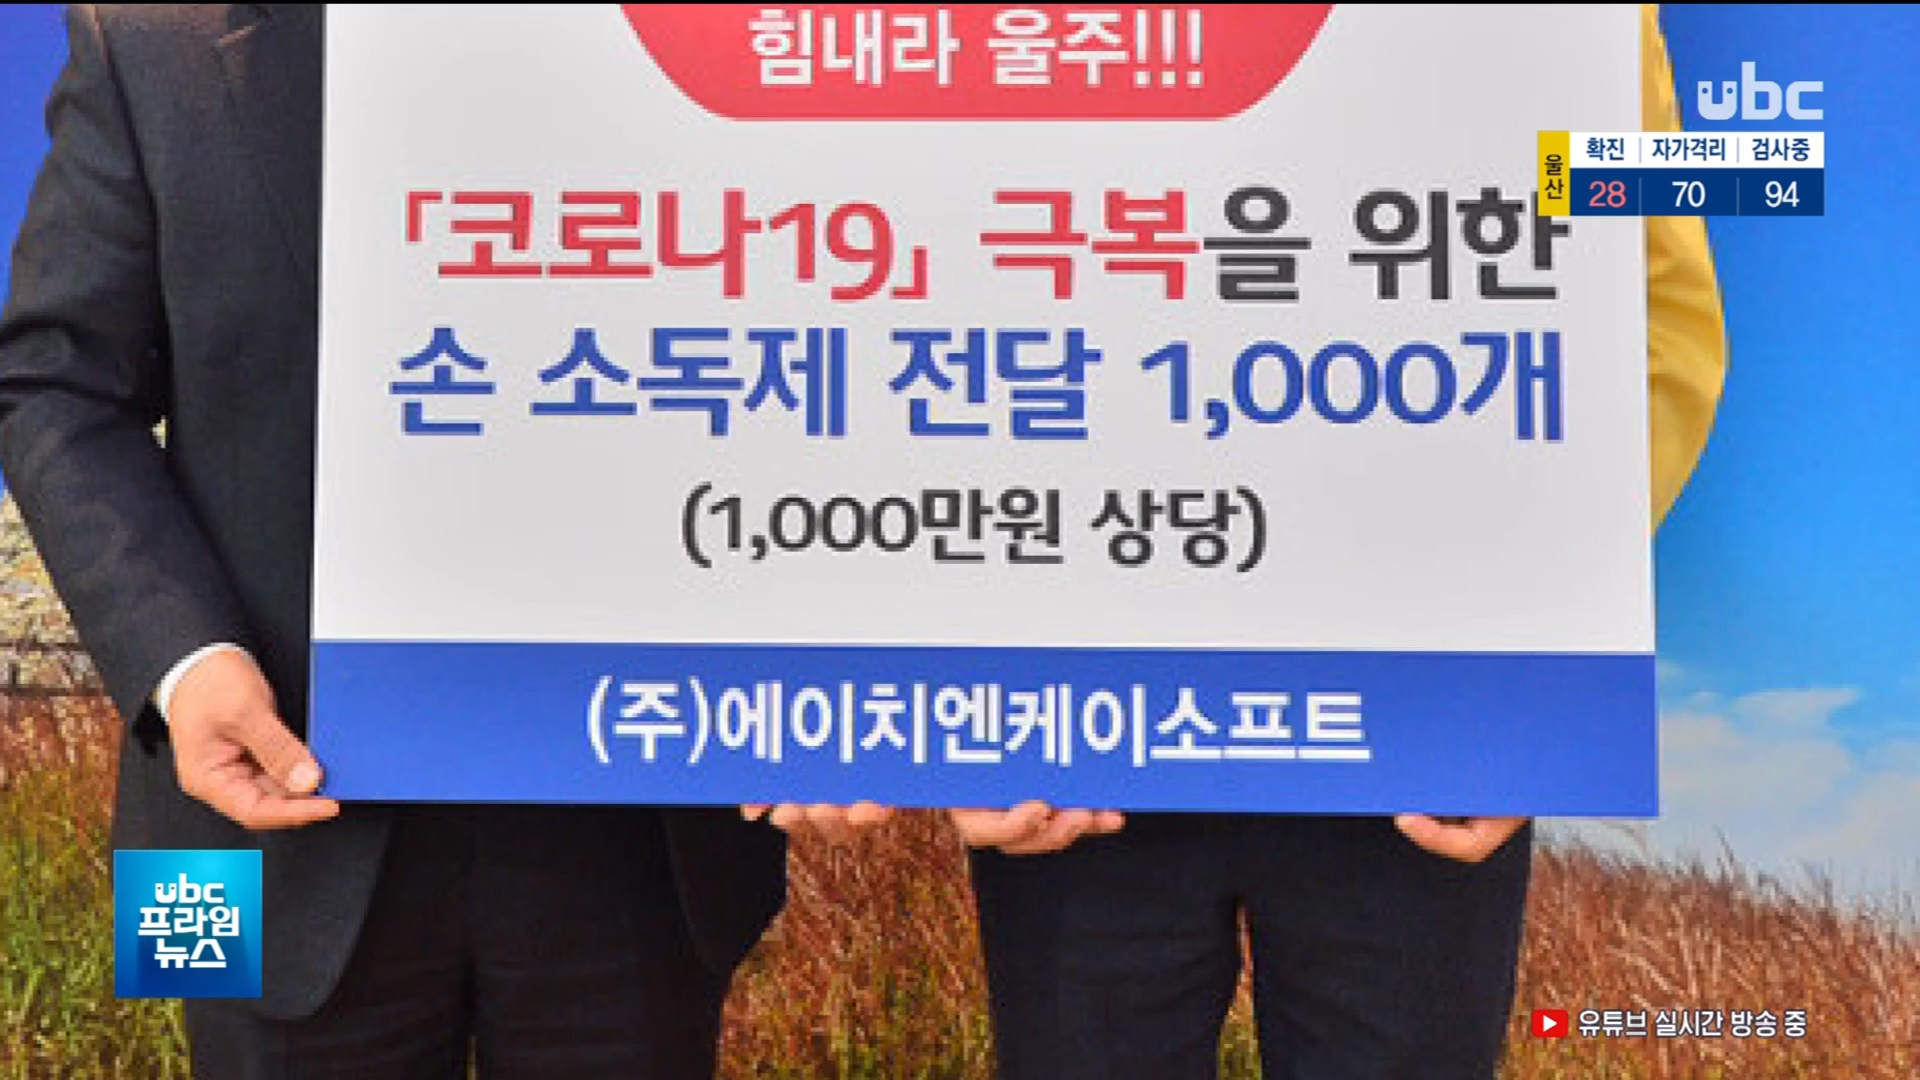 힘내라 울주!!!
ubc
울산
확진 자가격리 검사중
28 70 94
「코로나19」 극복을 위한
손 소독제 전달 1,000개
(1,000만원 상당)
(주)에이치엔케이소프트
ubc
프라임
뉴스
유튜브 실시간 방송 중